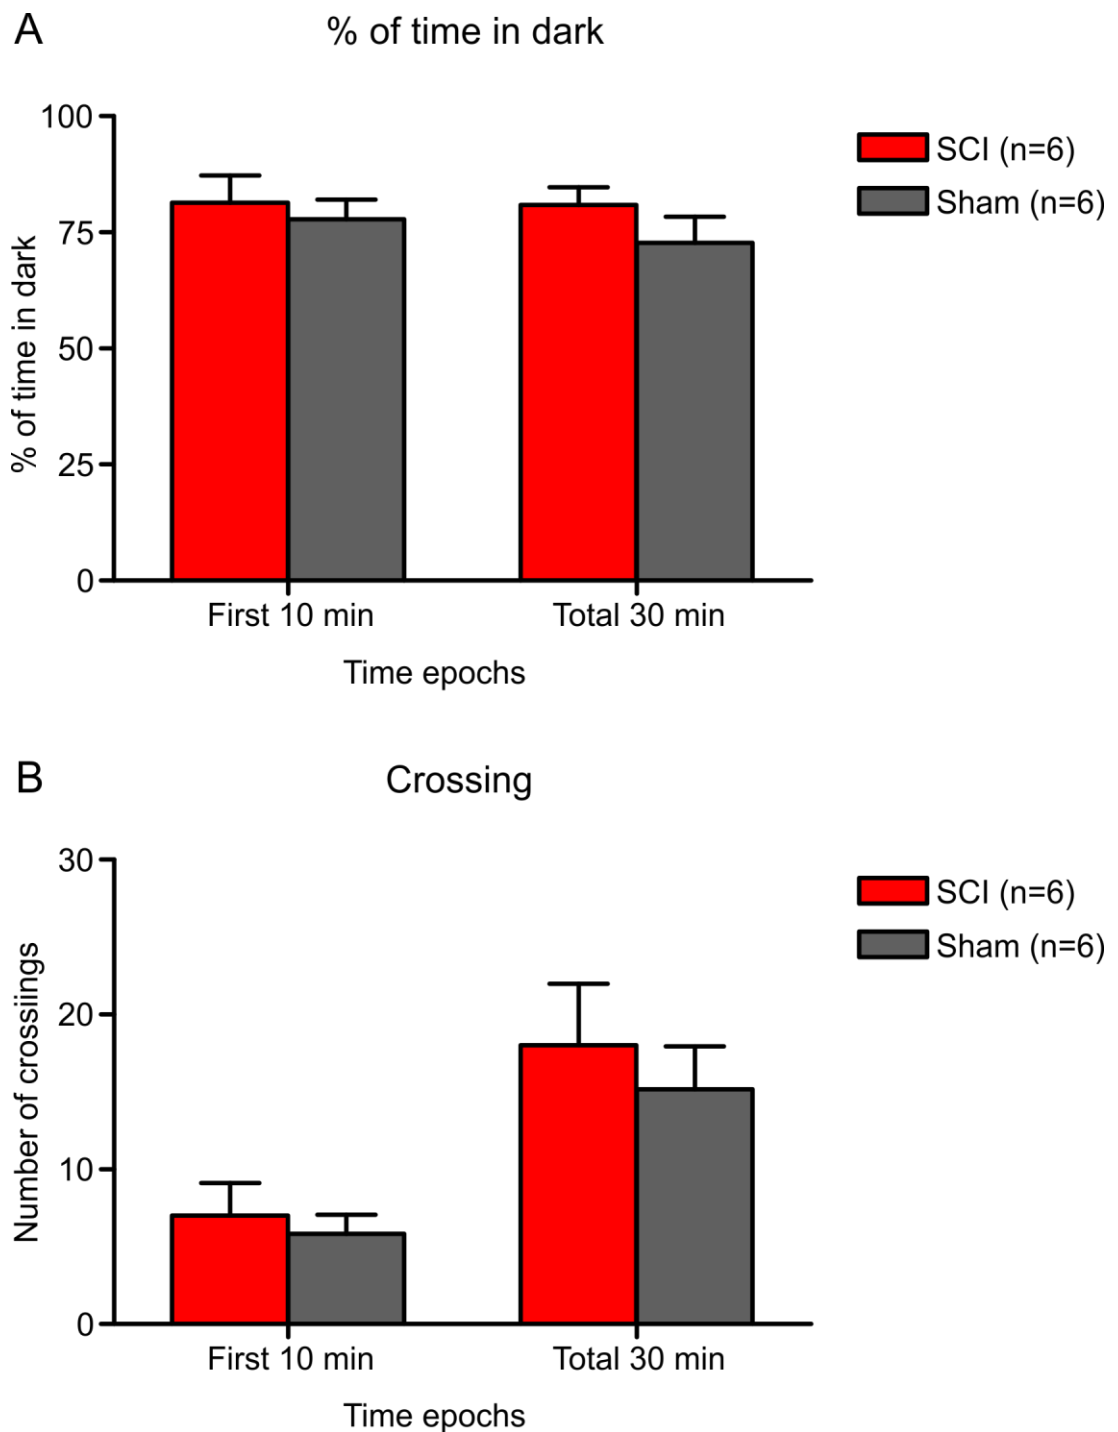 A
% of time in dark
% of time in dark
100
75
50
25
0
SCI (n=6)
Sham (n=6)
First 10 min
Total 30 min
Time epochs
B
Crossing
Number of crossiings
30
20
10
0
SCI (n=6)
Sham (n=6)
First 10 min
Total 30 min
Time epochs